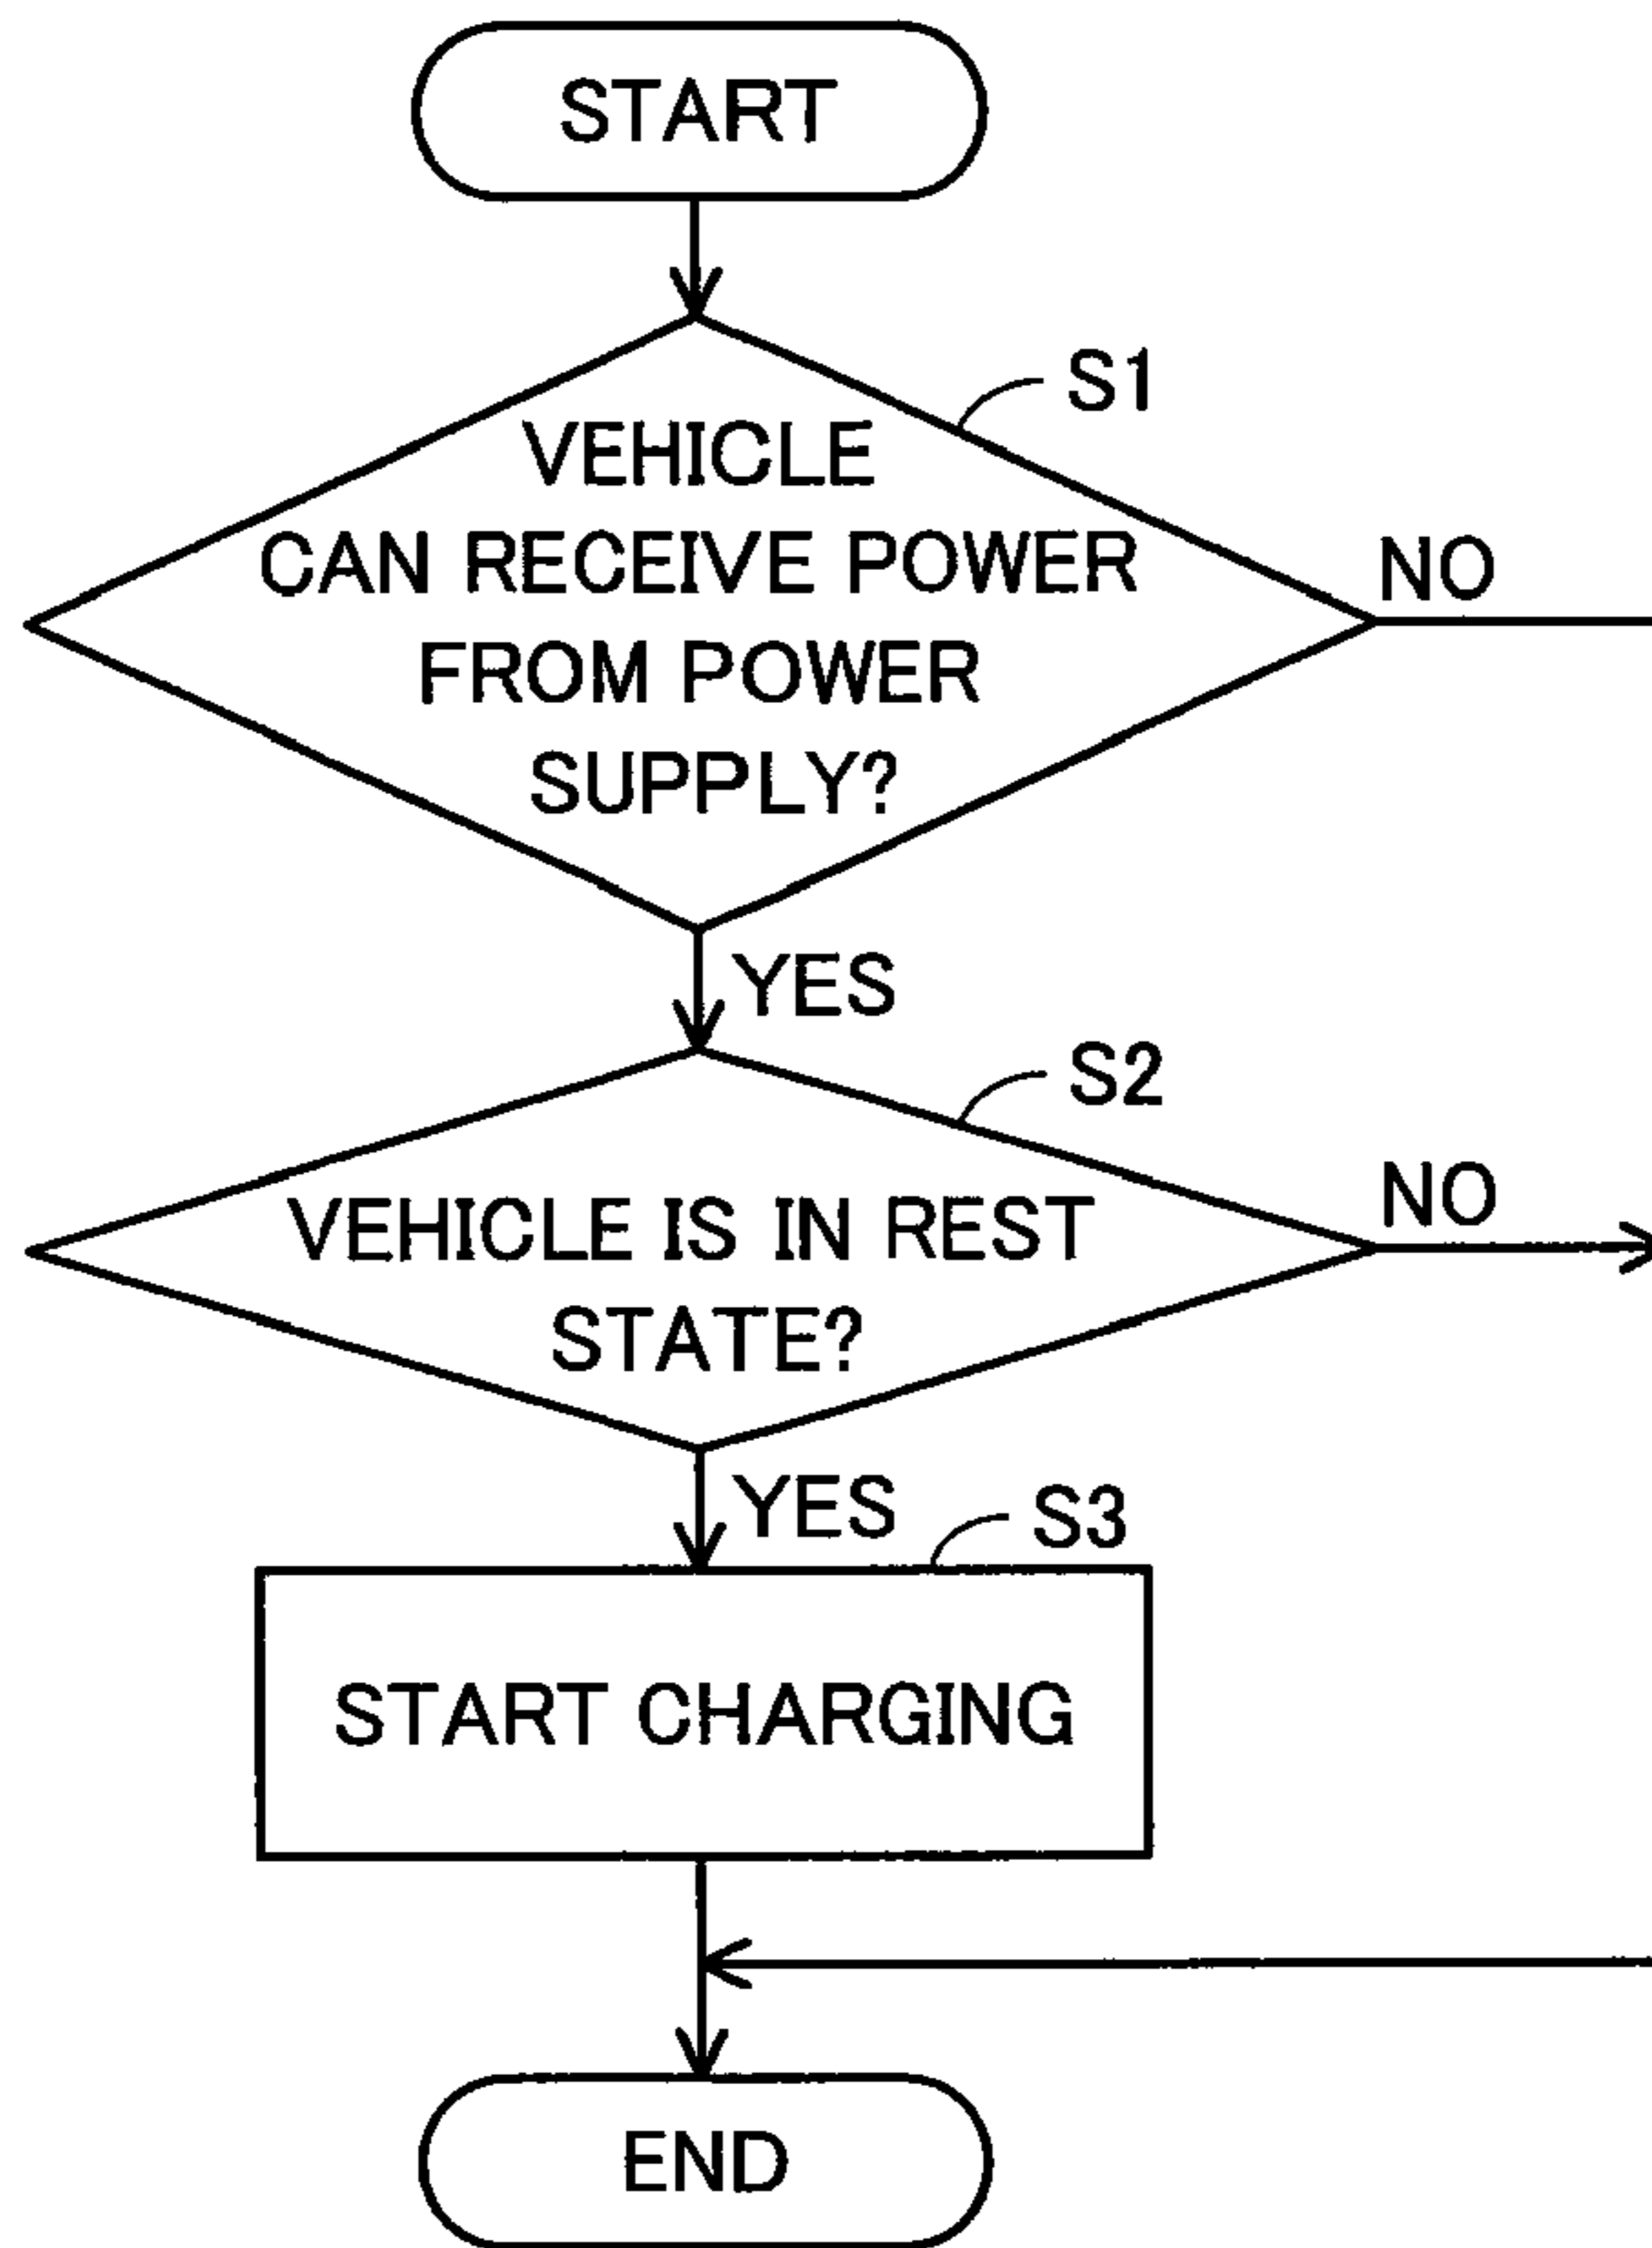 START
S1
VEHICLE
CAN RECEIVE POWER
FROM POWER
SUPPLY?
NO
YES
S2
VEHICLE IS IN REST
STATE?
NO
YES
S3
START CHARGING
END